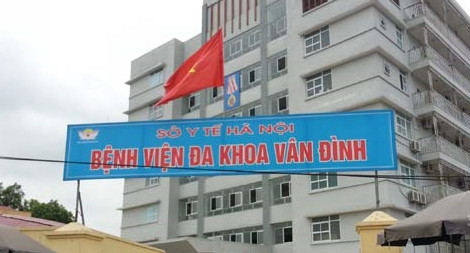 SỞ Y TẾ HÀ NỘI
BỆNH VIỆN ĐA KHOA VÂN ĐÌNH